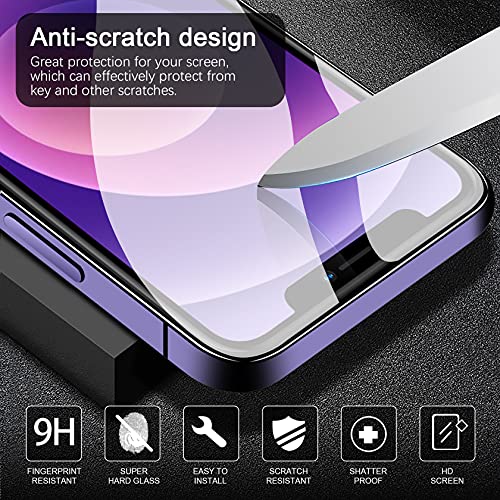 Anti-scratch design
Great protection for your screen,
which can effectively protect from
key and other scratches.
9H
FINGERPRINT
RESISTANT
SUPER
HARD GLASS
EASY TO
INSTALL
SCRATCH
RESISTANT
SHATTER
PROOF
HD
SCREEN